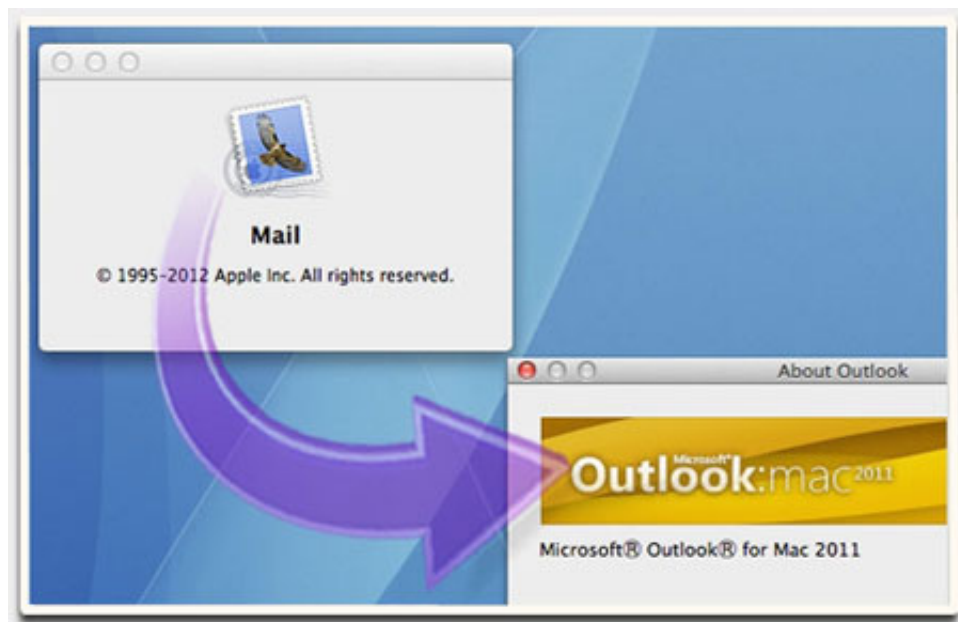 Mail
© 1995-2012 Apple Inc. All rights reserved.
About Outlook
Microsoft®
Outlook:mac 2011
Microsoft® Outlook® for Mac 2011